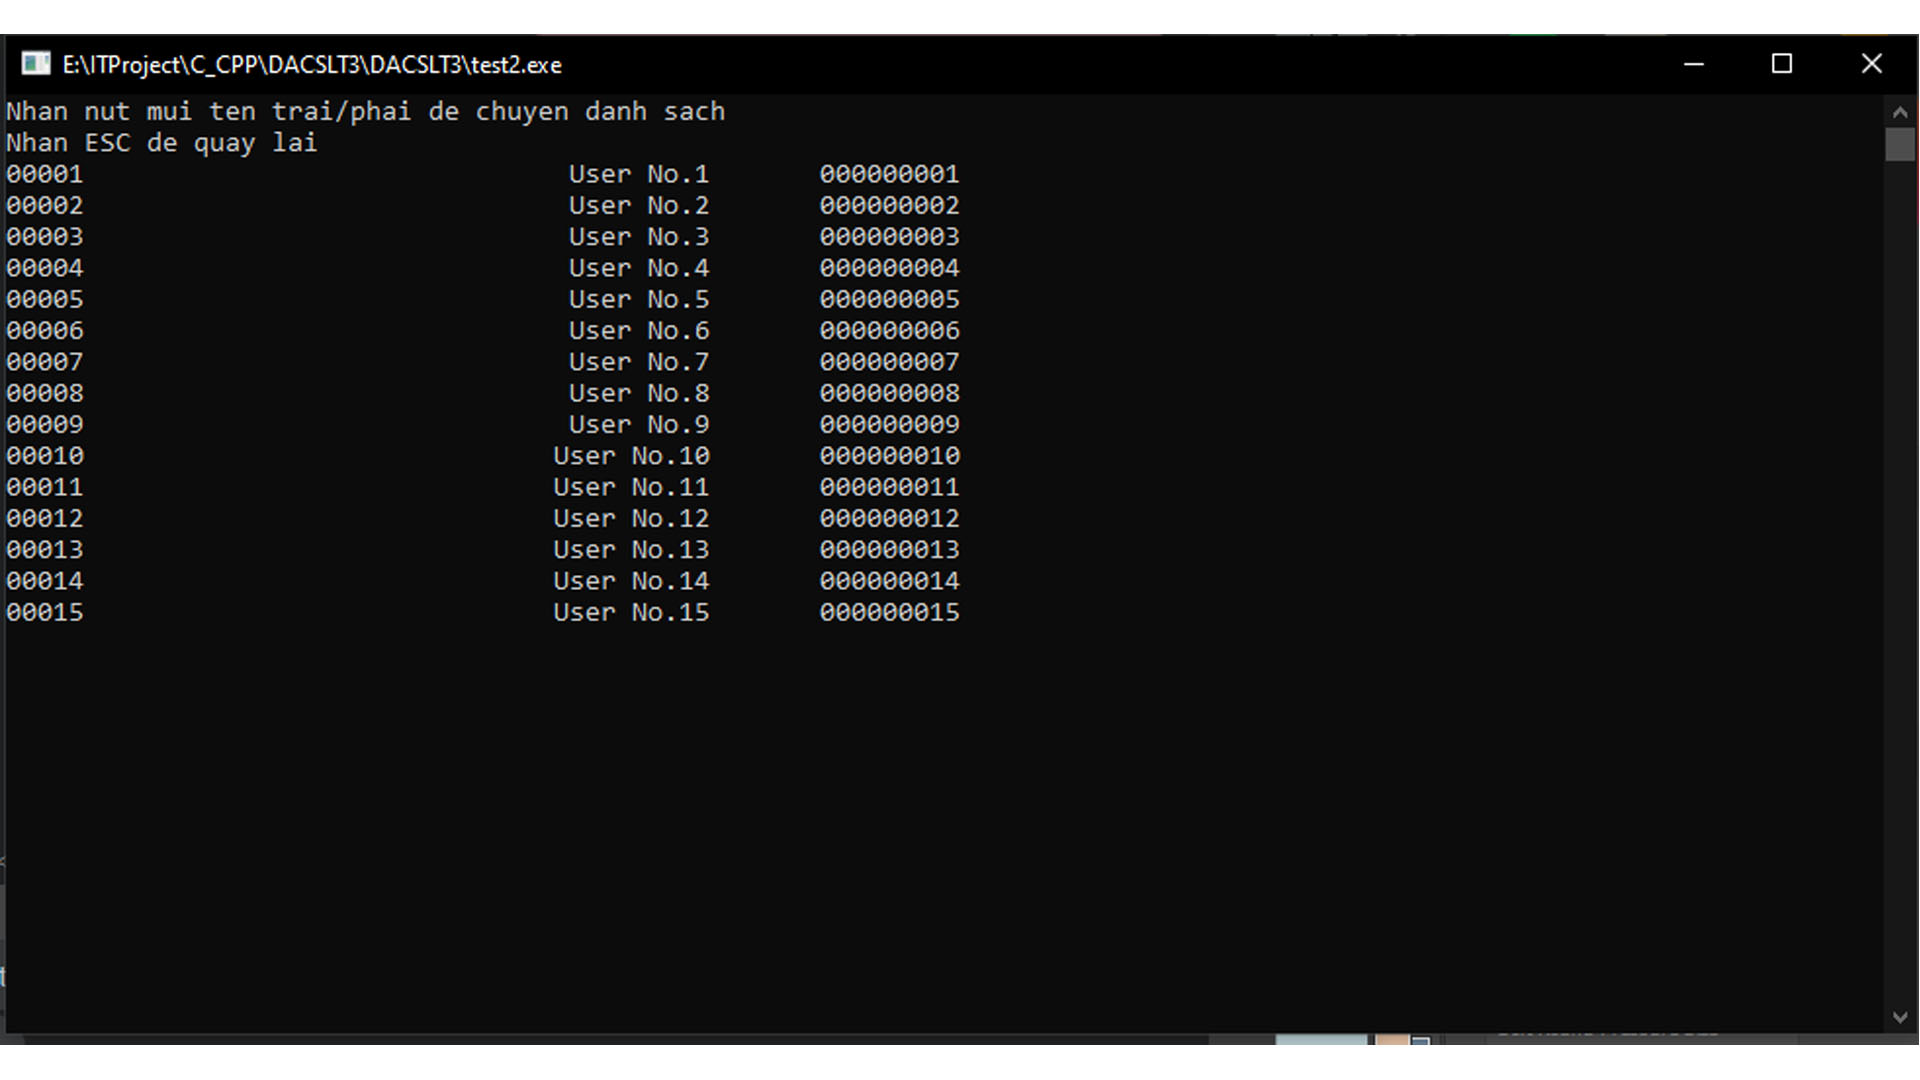 E:\ITProject\C_CPP\DACSLT3\DACSLT3\test2.exe
Nhan nut mui ten trai/phai de chuyen danh sach
Nhan ESC de quay lai
00001 User No.1 000000001
00002 User No.2 000000002
00003 User No.3 000000003
00004 User No.4 000000004
00005 User No.5 000000005
00006 User No.6 000000006
00007 User No.7 000000007
00008 User No.8 000000008
00009 User No.9 000000009
00010 User No.10 000000010
00011 User No.11 000000011
00012 User No.12 000000012
00013 User No.13 000000013
00014 User No.14 000000014
00015 User No.15 000000015